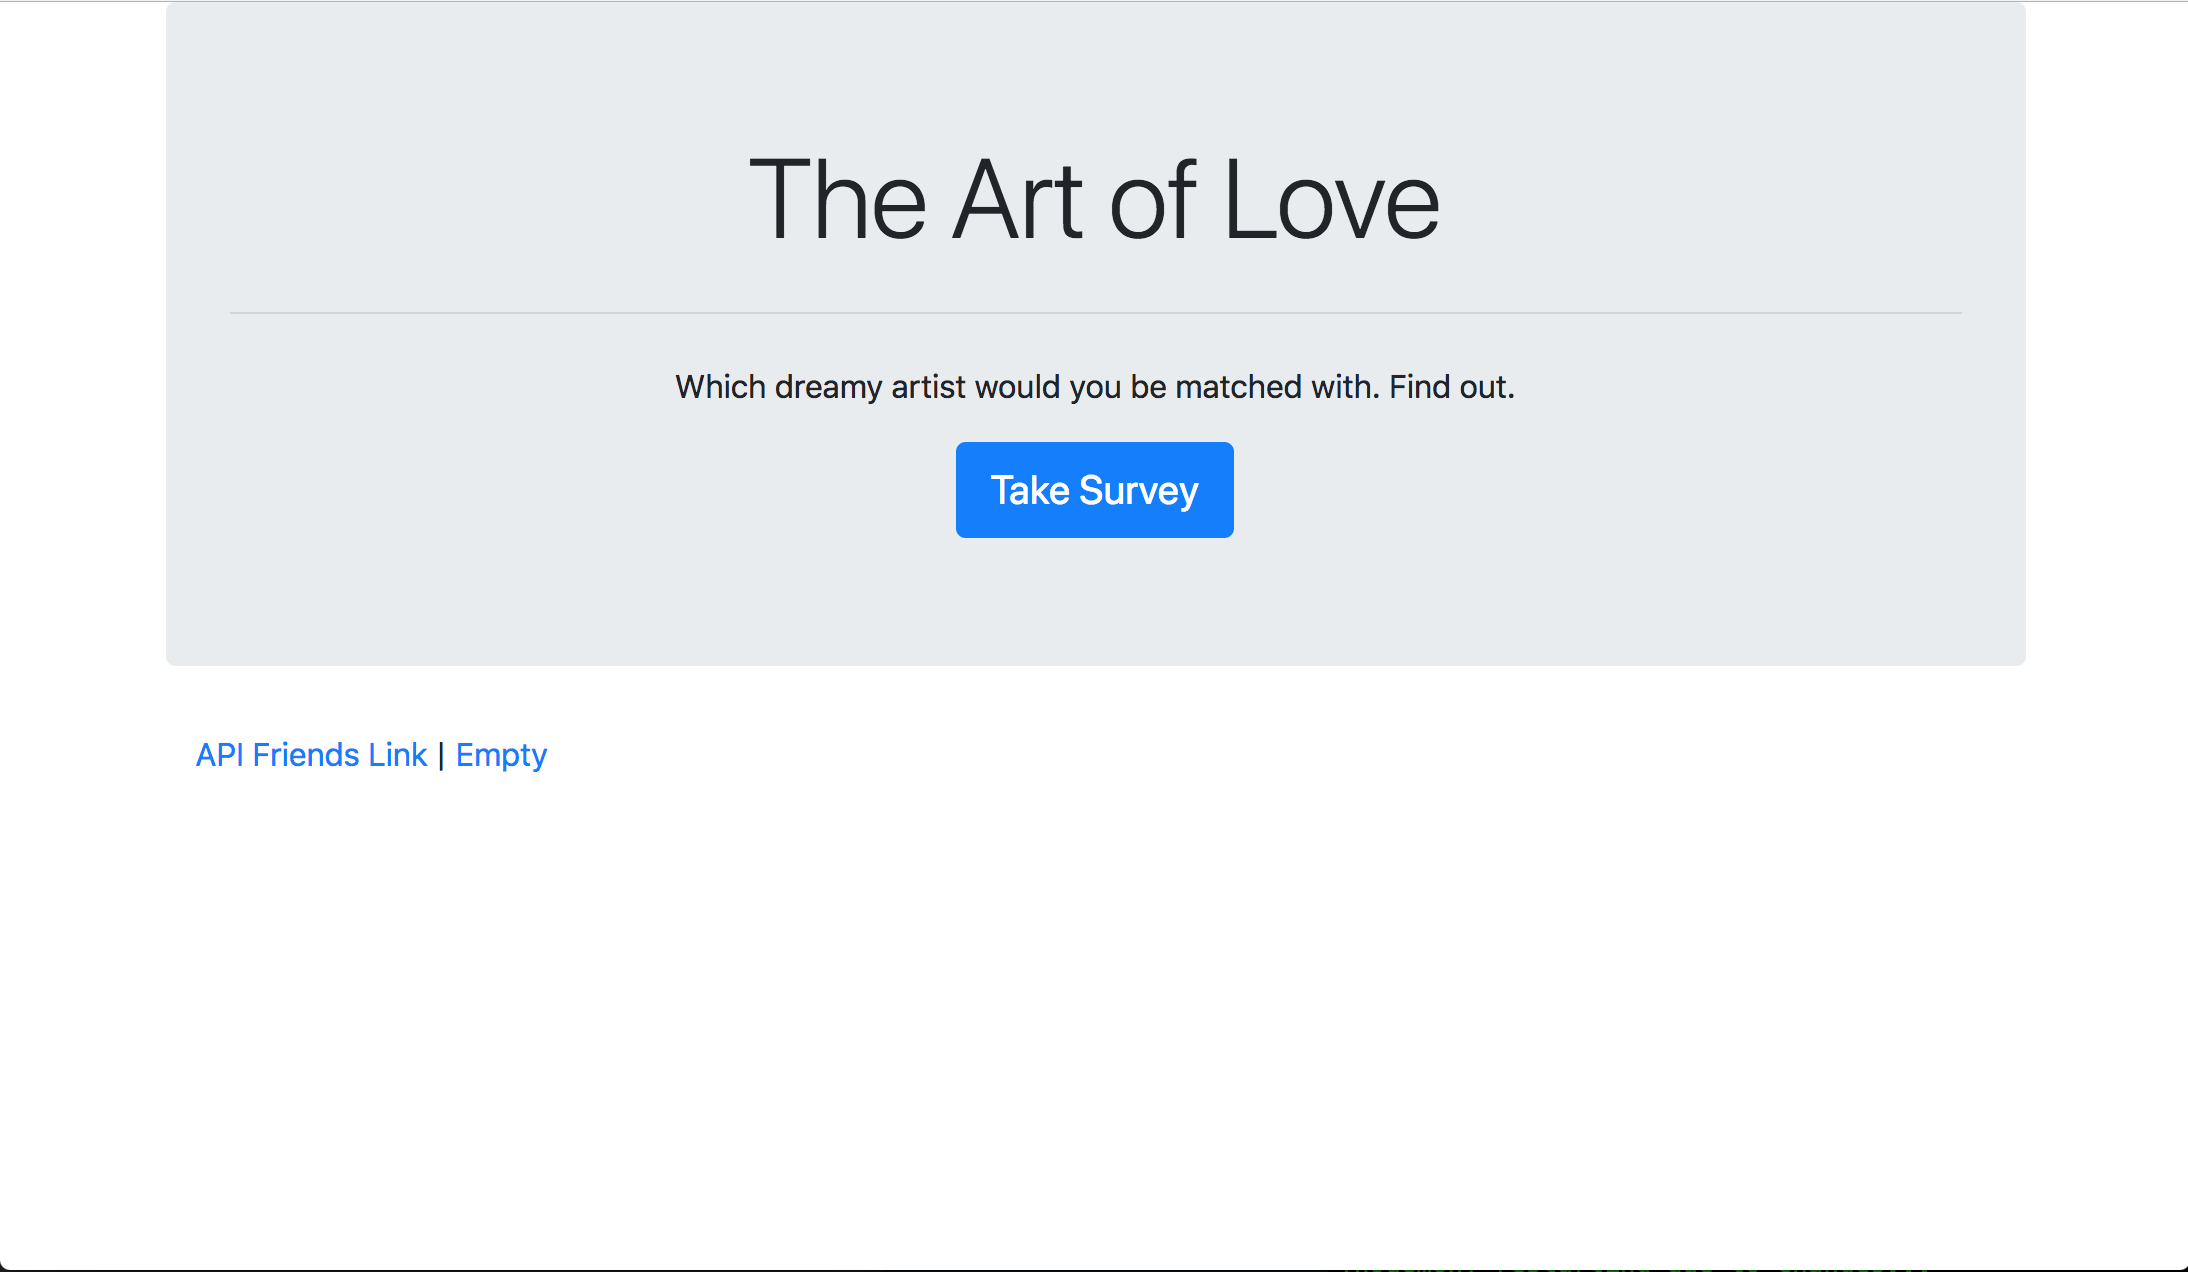 The Art of Love
Which dreamy artist would you be matched with. Find out.
Take Survey
API Friends Link | Empty